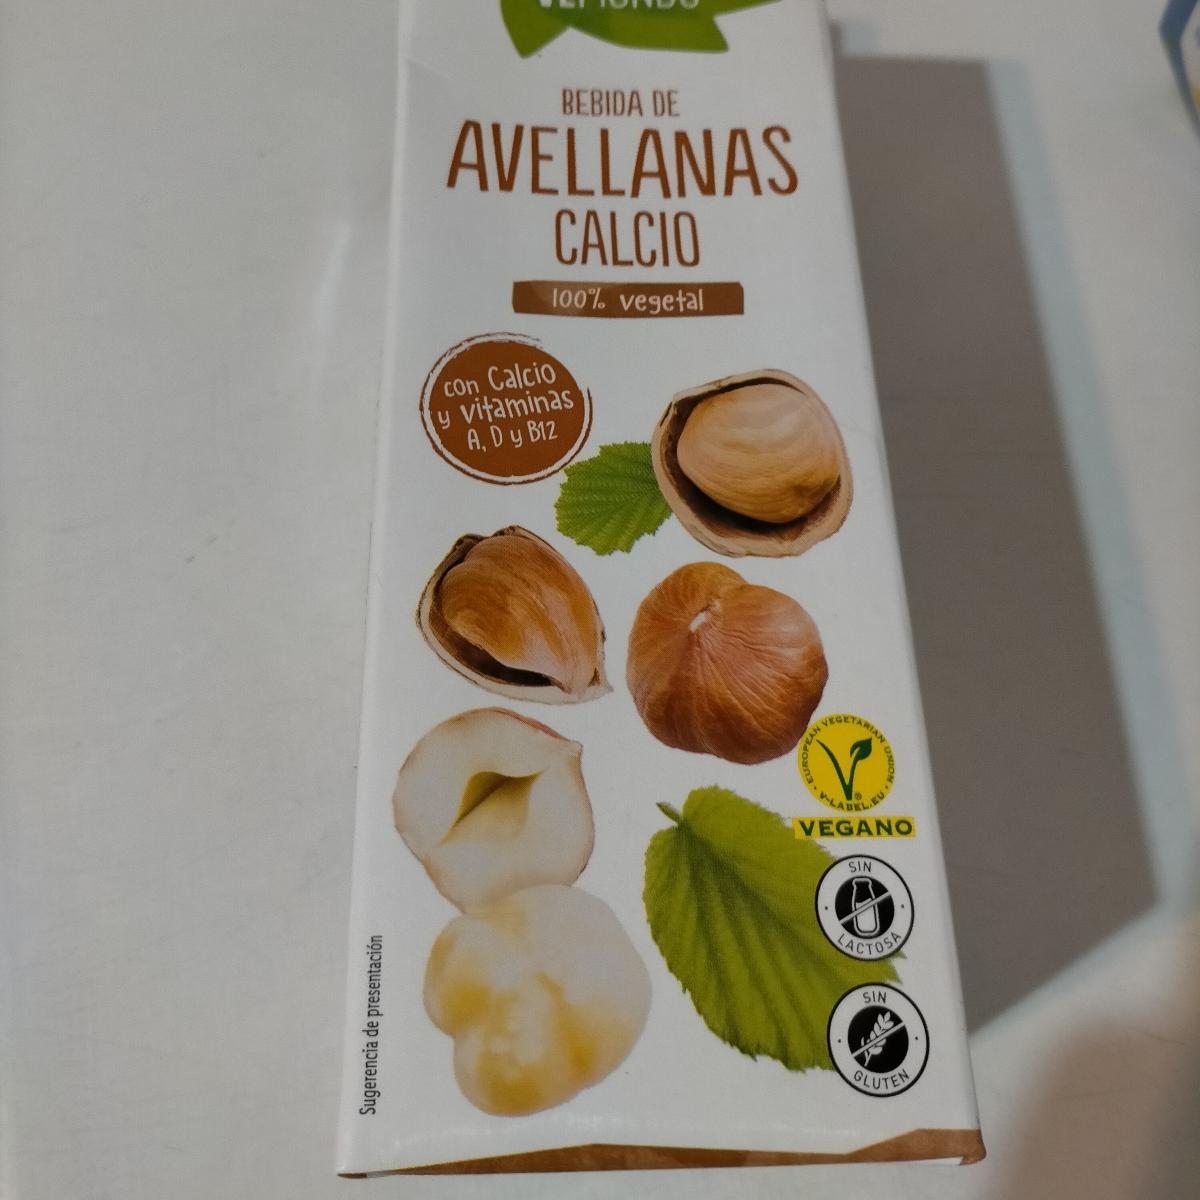 VEMONDO
BEBIDA DE
AVELLANAS
CALCIO
100% vegetal
con Calcio
y vitaminas
A, D y B12
EUROPEAN VEGETARIAN UNION
V-LABEL.EU
VEGANO
SIN
LACTOSA
SIN
GLUTEN
Sugerencia de presentación